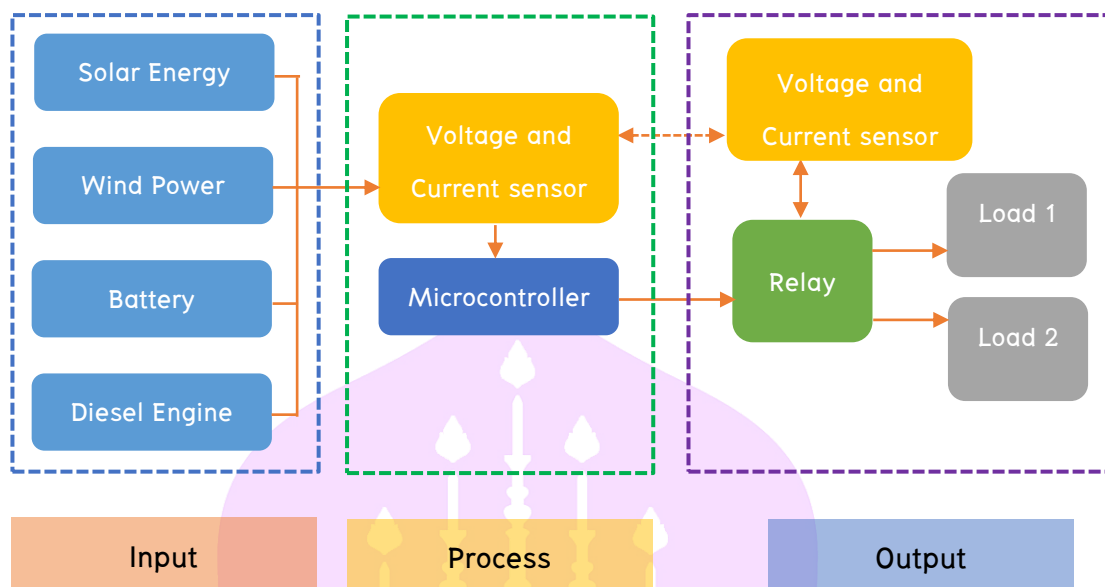 Solar Energy
Wind Power
Battery
Diesel Engine
Voltage and
Current sensor
Microcontroller
Voltage and
Current sensor
Relay
Load 1
Load 2
Input
Process
Output